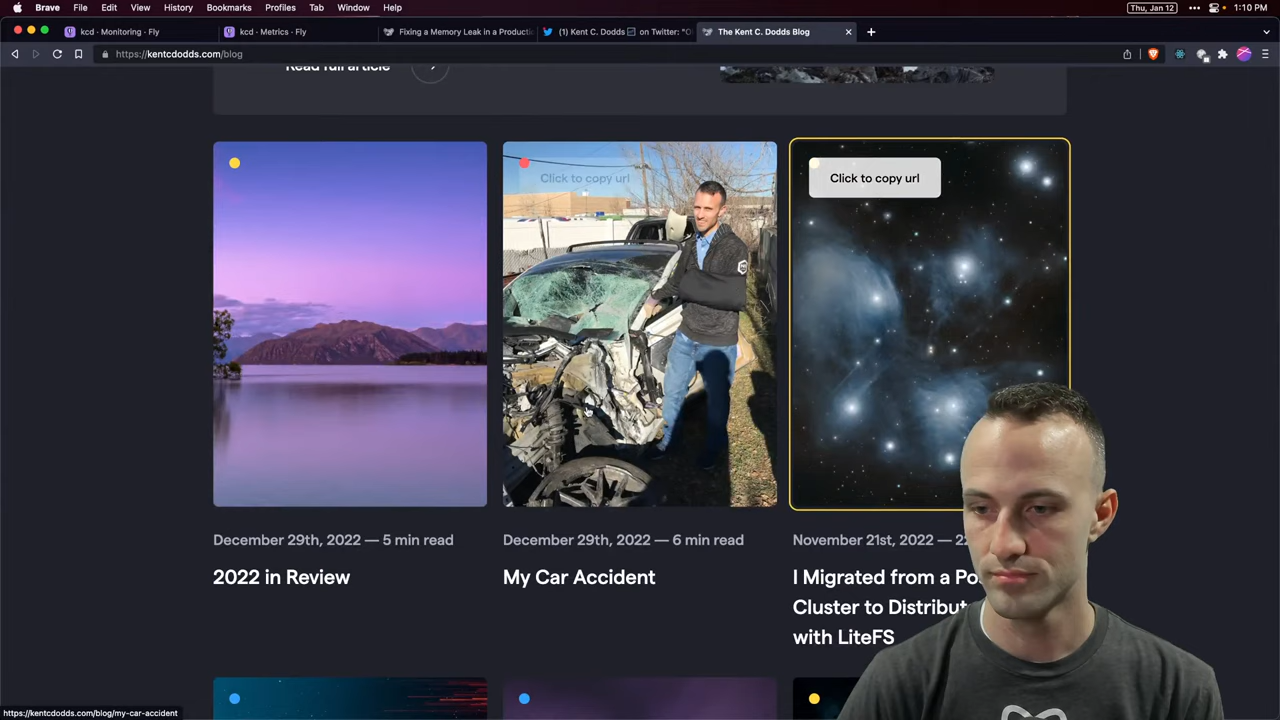 Brave File Edit View History Bookmarks Profiles Tab Window Help
Thu, Jan 12 1:10 PM
kcd · Monitoring · Fly
kcd · Metrics · Fly
Fixing a Memory Leak in a Producti
(1) Kent C. Dodds on Twitter: "O
The Kent C. Dodds Blog
https://kentcdodds.com/blog
Read full article
Click to copy url
Click to copy url
December 29th, 2022 — 5 min read
2022 in Review
December 29th, 2022 — 6 min read
My Car Accident
November 21st, 2022 —
I Migrated from a Po
Cluster to Distribut
with LiteFS
https://kentcdodds.com/blog/my-car-accident